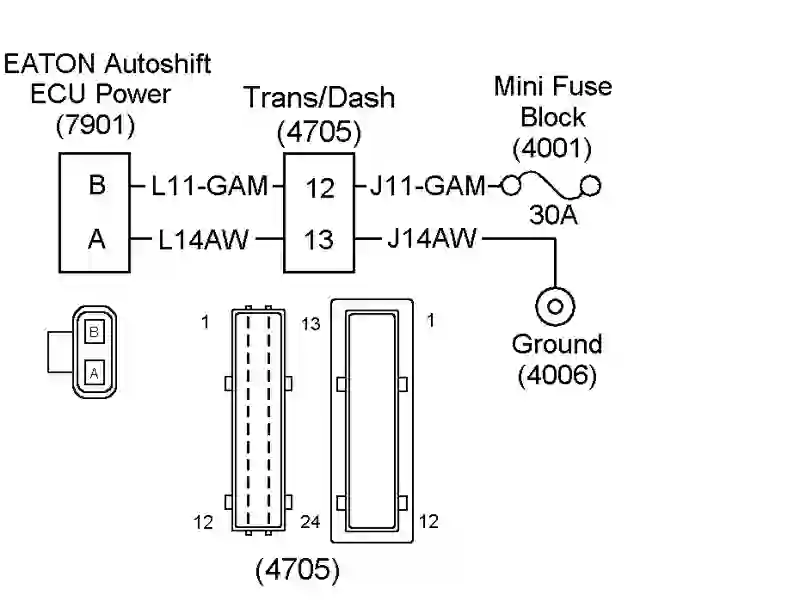 EATON Autoshift
ECU Power
(7901)
Trans/Dash
(4705)
Mini Fuse
Block
(4001)
B L11-GAM 12 J11-GAM
30A
A L14AW 13 J14AW
Ground
(4006)
B
A
1 13 1
12 24 12
(4705)